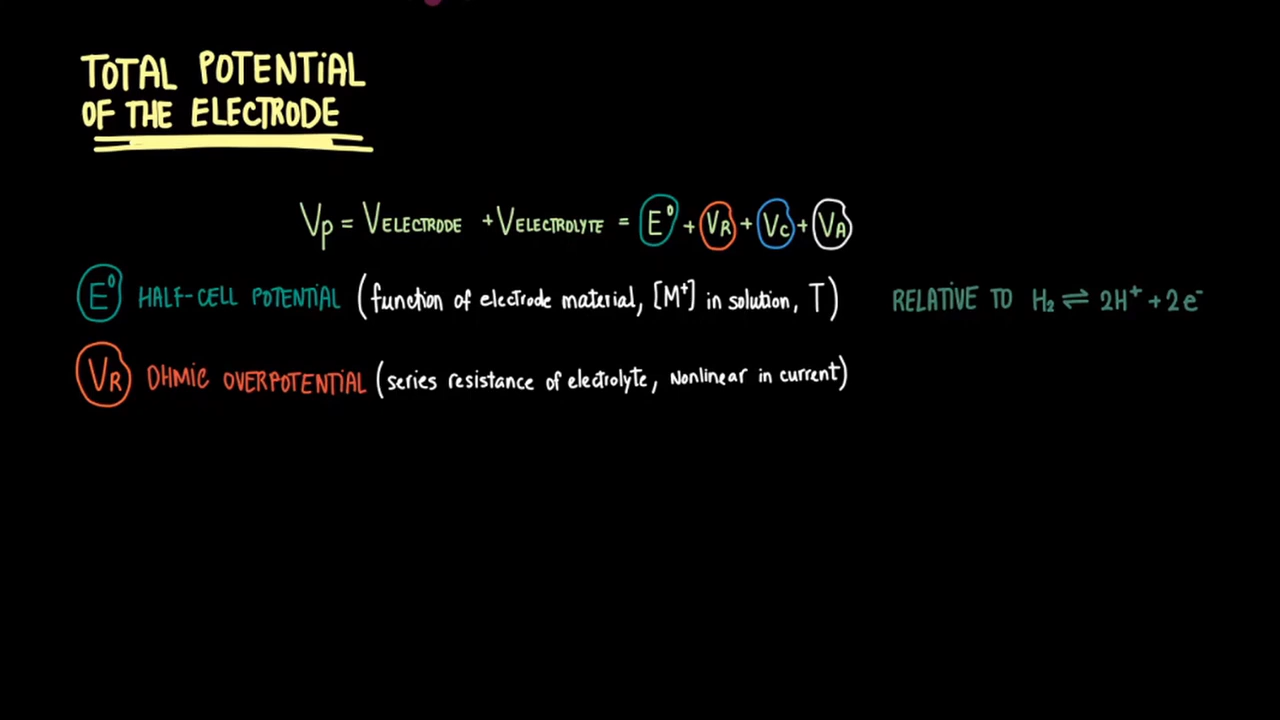 TOTAL POTENTIAL
OF THE ELECTRODE
Vp = VELECTRODE + VELECTROLYTE = E⁰ + VR + VC + VA
E⁰ HALF-CELL POTENTIAL (function of electrode material, [M⁺] in solution, T) RELATIVE TO H₂ ⇌ 2H⁺ + 2e⁻
VR OHMIC OVERPOTENTIAL (series resistance of electrolyte, Nonlinear in current)